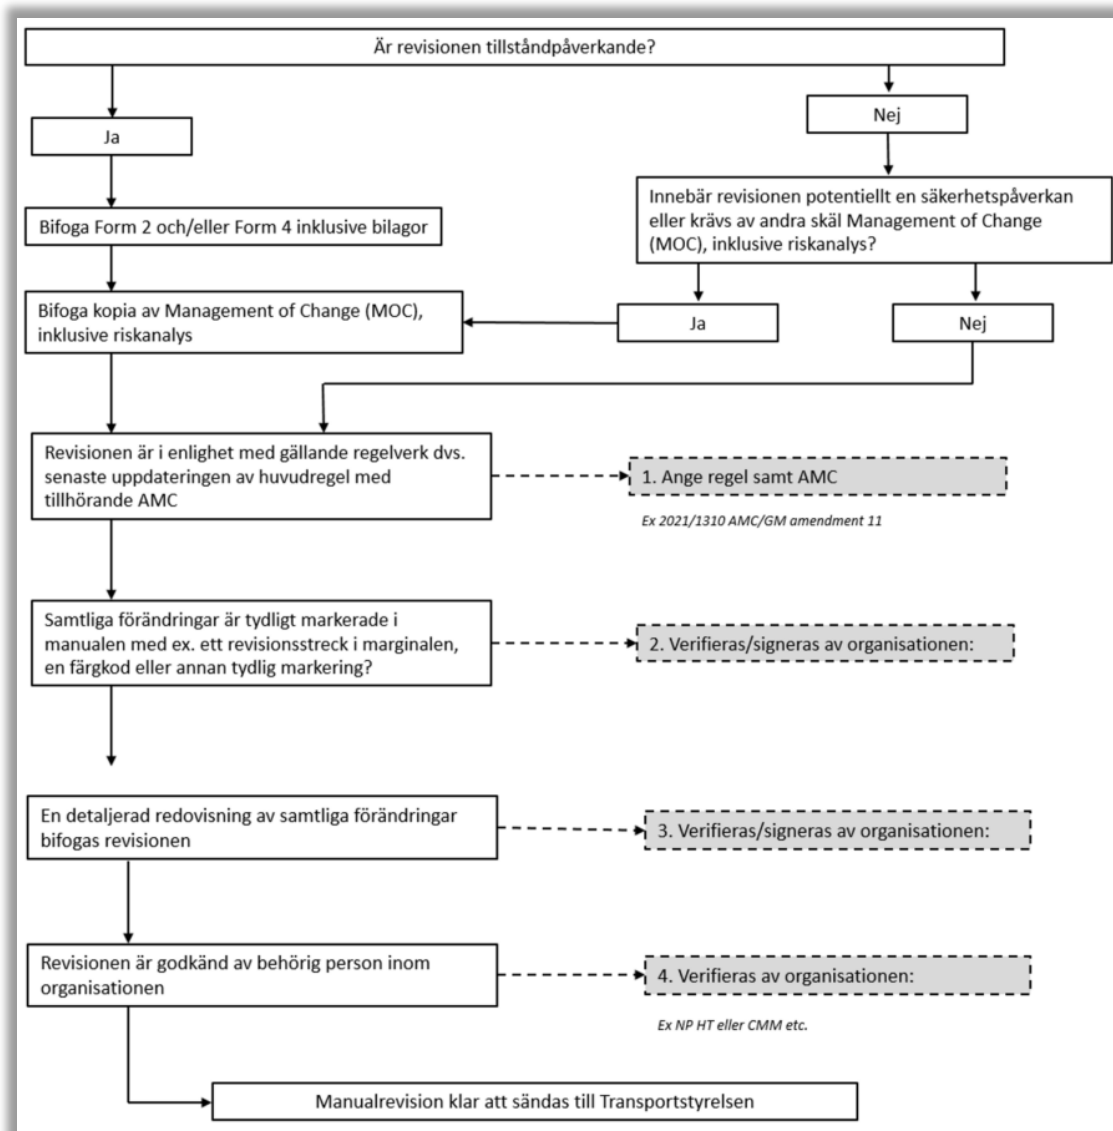 Är revisionen tillståndpåverkande?
Ja
Nej
Bifoga Form 2 och/eller Form 4 inklusive bilagor
Innebär revisionen potentiellt en säkerhetspåverkan
eller krävs av andra skäl Management of Change
(MOC), inklusive riskanalys?
Bifoga kopia av Management of Change (MOC),
inklusive riskanalys
Ja
Nej
Revisionen är i enlighet med gällande regelverk dvs.
senaste uppdateringen av huvudregel med
tillhörande AMC
1. Ange regel samt AMC
Ex 2021/1310 AMC/GM amendment 11
Samtliga förändringar är tydligt markerade i
manualen med ex. ett revisionsstreck i marginalen,
en färgkod eller annan tydlig markering?
2. Verifieras/signeras av organisationen:
En detaljerad redovisning av samtliga förändringar
bifogas revisionen
3. Verifieras/signeras av organisationen:
Revisionen är godkänd av behörig person inom
organisationen
4. Verifieras av organisationen:
Ex NP HT eller CMM etc.
Manualrevision klar att sändas till Transportstyrelsen